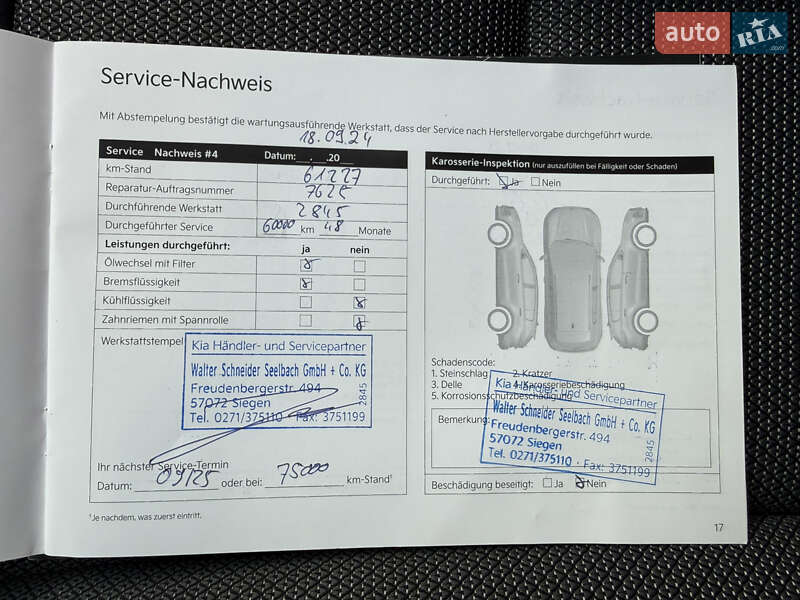 auto RIA.com
Service-Nachweis
Mit Abstempelung bestätigt die wartungsausführende Werkstatt, dass der Service nach Herstellervorgabe durchgeführt wurde.
18.09.24
Service Nachweis #4 Datum: .20
km-Stand 61227
Reparatur-Auftragsnummer
Durchführende Werkstatt 2845
Durchgeführter Service 60000 km 48 Monate
Leistungen durchgeführt: ja nein
Ölwechsel mit Filter
Bremsflüssigkeit
Kühlflüssigkeit
Zahnriemen mit Spannrolle
Werkstattstempel
Kia Händler- und Servicepartner
Walter Schneider Seelbach GmbH + Co. KG
Freudenbergerstr. 494
57072 Siegen
Tel. 0271/375110 · Fax: 3751199
2845
Ihr nächster Service-Termin
Datum: 09/25 oder bei: 75000 km-Stand¹
¹Je nachdem, was zuerst eintritt.
Karosserie-Inspektion (nur auszufüllen bei Fälligkeit oder Schaden)
Durchgeführt: Ja Nein
Schadenscode:
1. Steinschlag 2. Kratzer
3. Delle 4. Karosseriebeschädigung
5. Korrosionsschutzbeschädigung
Bemerkung:
Kia Händler- und Servicepartner
Walter Schneider Seelbach GmbH + Co. KG
Freudenbergerstr. 494
57072 Siegen
Tel. 0271/375110 · Fax: 3751199
2845
Beschädigung beseitigt: Ja Nein
17